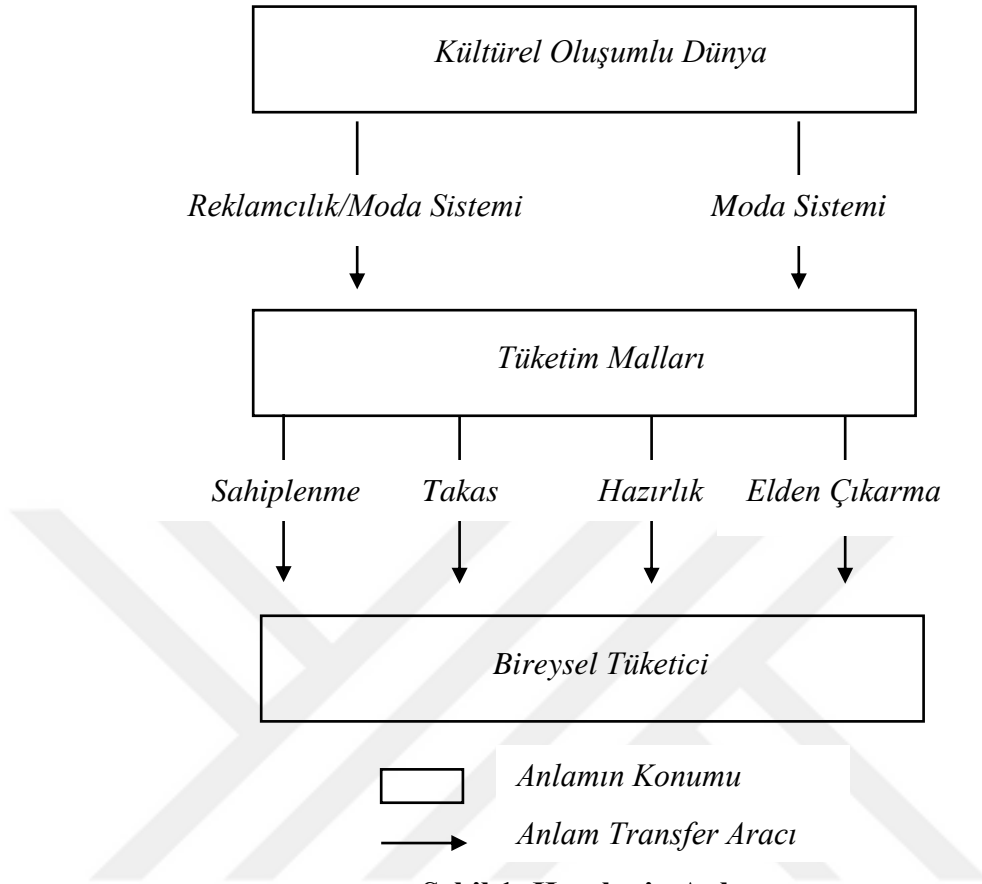 Kültürel Oluşumlu Dünya
Reklamcılık/Moda Sistemi Moda Sistemi
Tüketim Malları
Sahiplenme Takas Hazırlık Elden Çıkarma
Bireysel Tüketici
Anlamın Konumu
Anlam Transfer Aracı